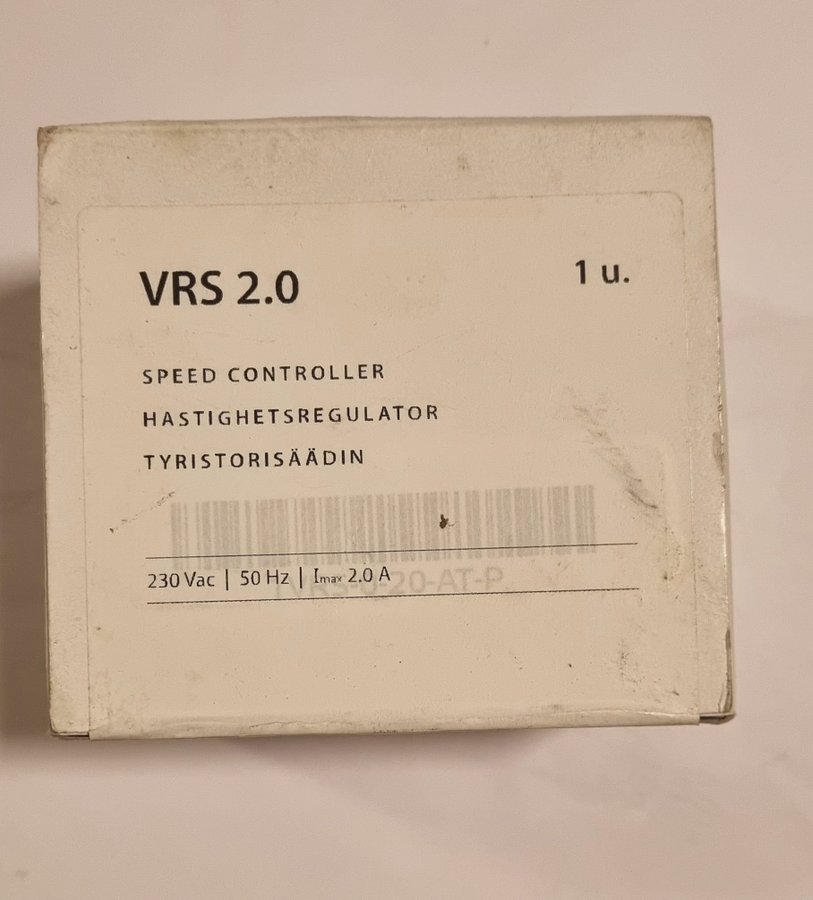 VRS 2.0
1 u.
SPEED CONTROLLER
HASTIGHETSREGULATOR
TYRISTORISÄÄDIN
230 Vac | 50 Hz | Imax 2.0 A